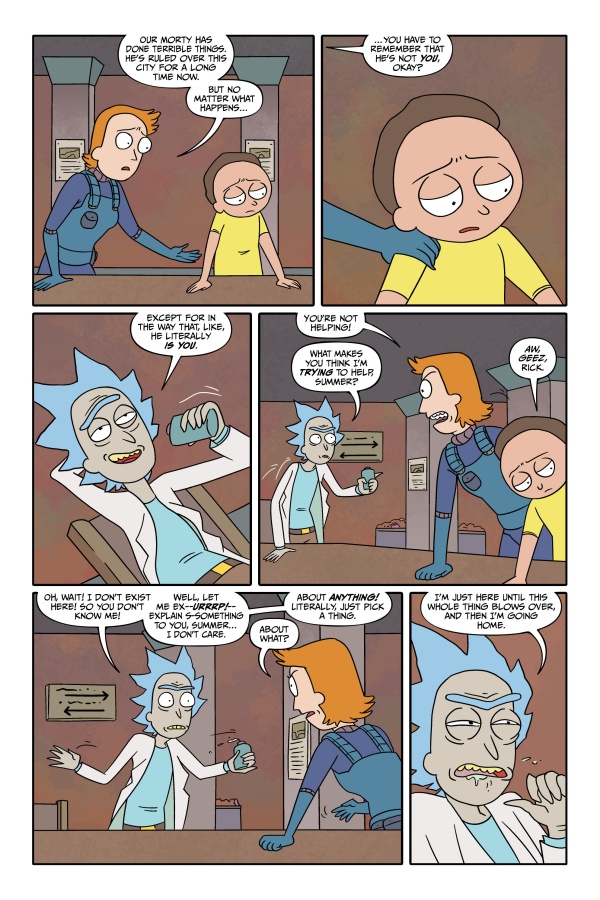 OUR MORTY HAS
DONE TERRIBLE THINGS.
HE'S RULED OVER THIS
CITY FOR A LONG
TIME NOW.
BUT NO
MATTER WHAT
HAPPENS...
...YOU HAVE TO
REMEMBER THAT
HE'S NOT YOU,
OKAY?
EXCEPT FOR IN
THE WAY THAT, LIKE,
HE LITERALLY
IS YOU.
YOU'RE NOT
HELPING!
WHAT MAKES
YOU THINK I'M
TRYING TO HELP,
SUMMER?
AW,
GEEZ,
RICK.
OH, WAIT! I DON'T EXIST
HERE! SO YOU DON'T
KNOW ME!
WELL, LET
ME EX--URRRP!--
EXPLAIN S-SOMETHING
TO YOU, SUMMER...
I DON'T CARE.
ABOUT
WHAT?
ABOUT ANYTHING!
LITERALLY, JUST PICK
A THING.
I'M JUST HERE UNTIL THIS
WHOLE THING BLOWS OVER,
AND THEN I'M GOING
HOME.